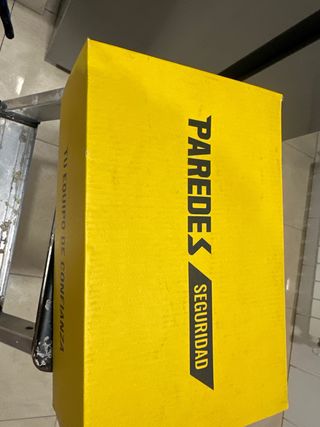 PAREDES
SEGURIDAD
TU EQUIPO DE CONFIANZA